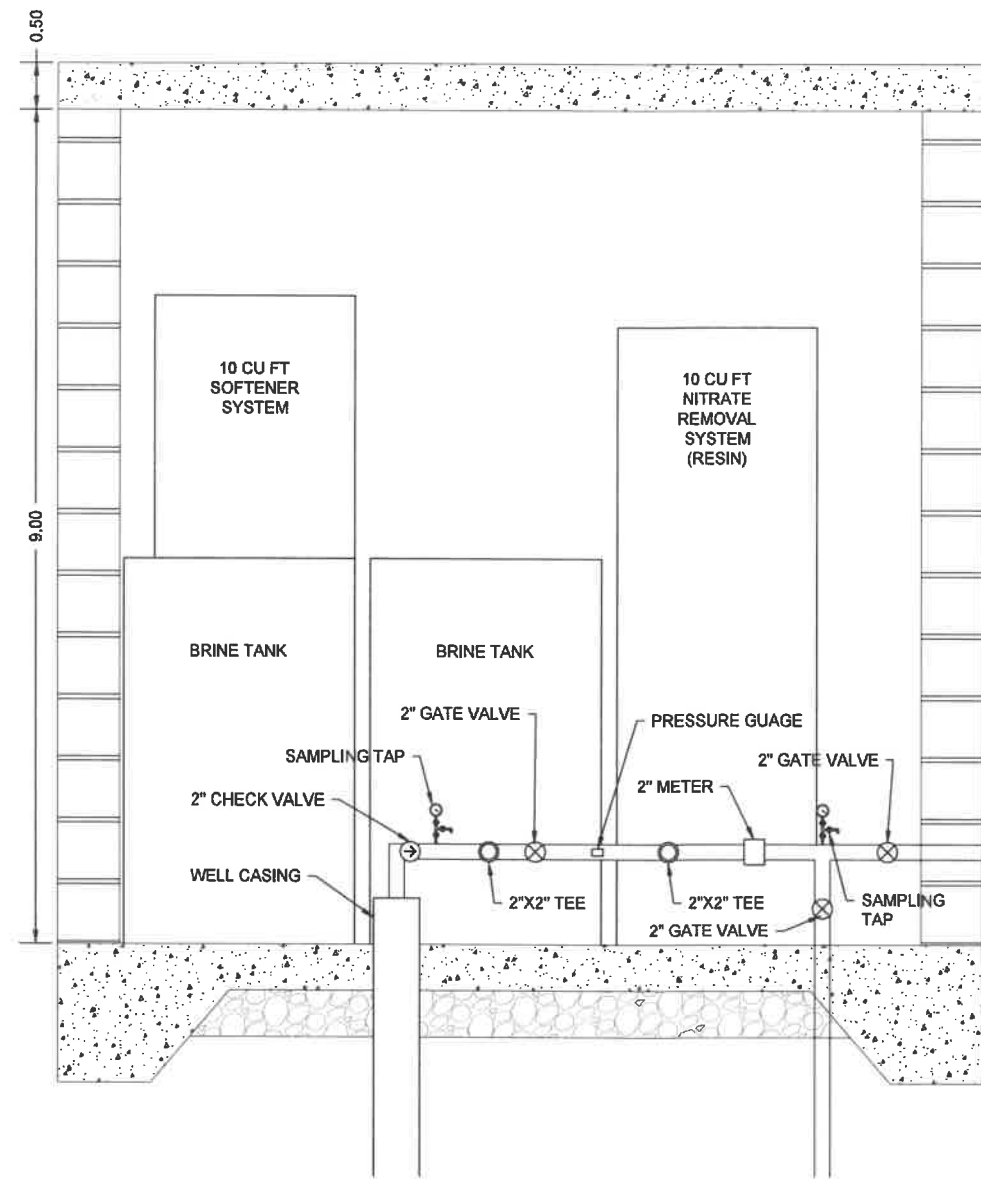 0.50
9.00
10 CU FT
SOFTENER
SYSTEM
10 CU FT
NITRATE
REMOVAL
SYSTEM
(RESIN)
BRINE TANK
BRINE TANK
2" GATE VALVE
PRESSURE GUAGE
SAMPLING TAP
2" GATE VALVE
2" METER
2" CHECK VALVE
WELL CASING
2"X2" TEE
2"X2" TEE
2" GATE VALVE
SAMPLING
TAP